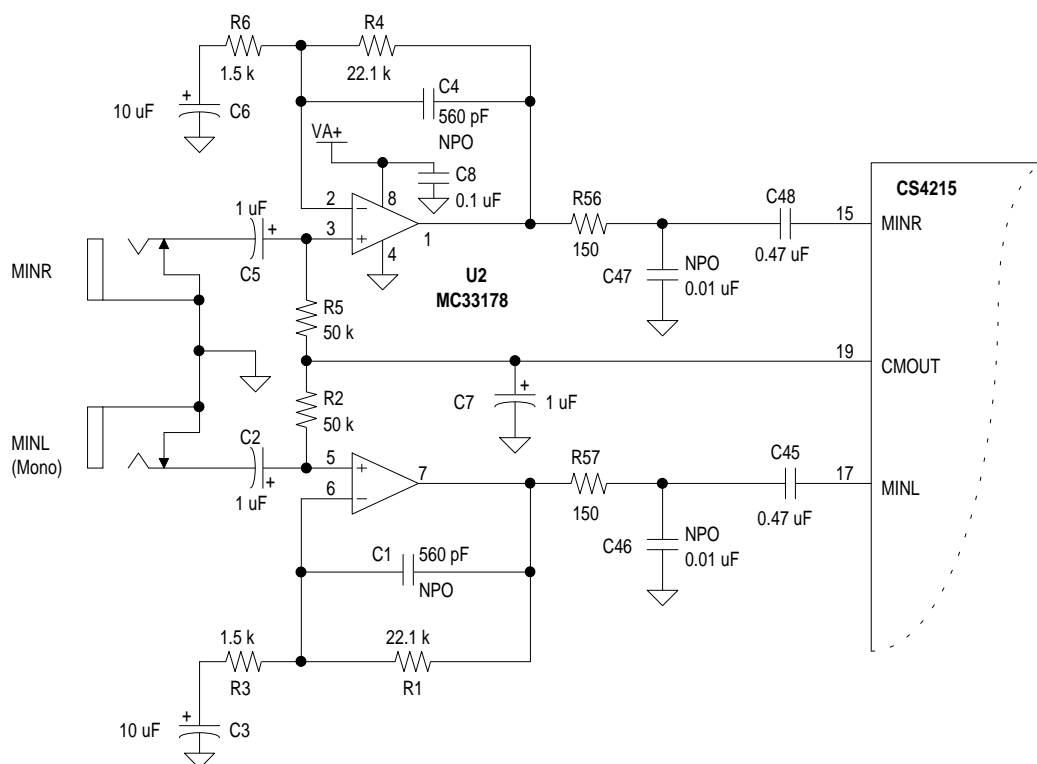 R6
R4
1.5 k
22.1 k
C4
560 pF
NPO
+
10 uF
C6
VA+
C8
0.1 uF
8
2
−
3
+
1
4
U2
MC33178
1 uF
+
C5
MINR
R5
50 k
R56
150
C47
NPO
0.01 uF
C48
0.47 uF
15
MINR
CS4215
19
CMOUT
C7
+
1 uF
R2
50 k
MINL
(Mono)
C2
+
1 uF
5
+
6
−
7
R57
150
C46
NPO
0.01 uF
C45
0.47 uF
17
MINL
C1
560 pF
NPO
1.5 k
22.1 k
R3
R1
+
10 uF
C3